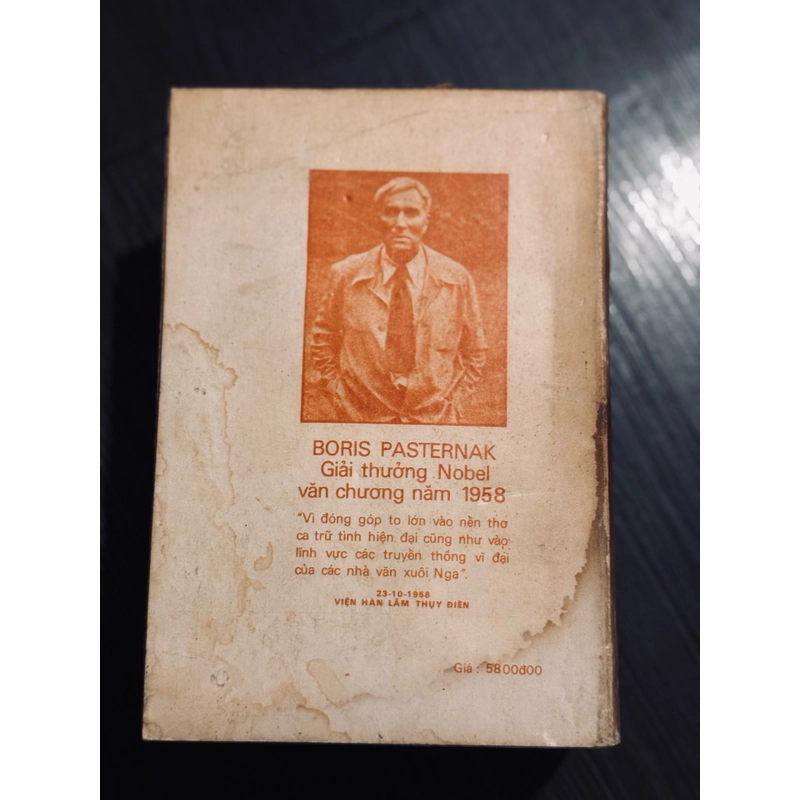 BORIS PASTERNAK
Giải thưởng Nobel
văn chương năm 1958
"Vì đóng góp to lớn vào nền thơ
ca trữ tình hiện đại cũng như vào
lĩnh vực các truyền thống vĩ đại
của các nhà văn xuôi Nga".
23-10-1958
VIỆN HÀN LÂM THỤY ĐIỂN
Giá : 5800đ00